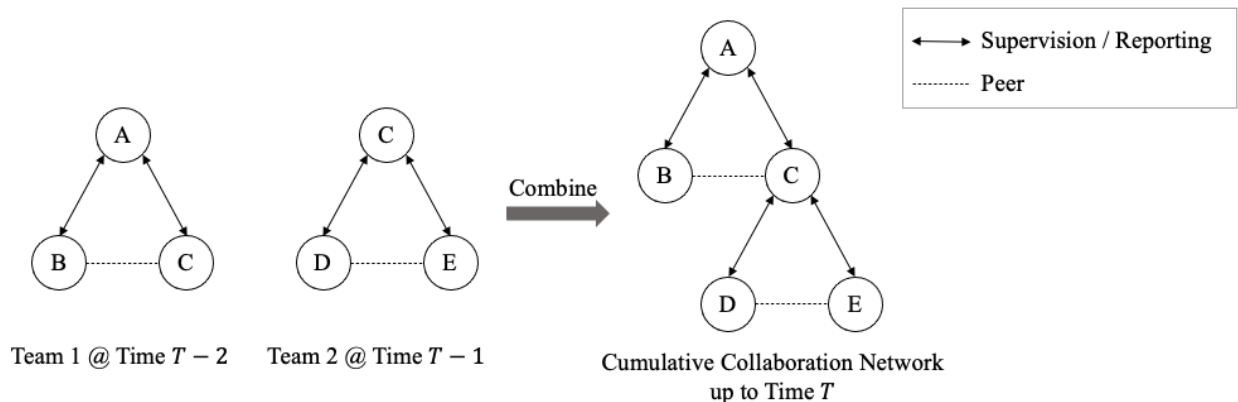 A
Supervision / Reporting
Peer
A
C
Combine
B
C
B
C
D
E
D
E
Team 1 @ Time T − 2
Team 2 @ Time T − 1
Cumulative Collaboration Network
up to Time T